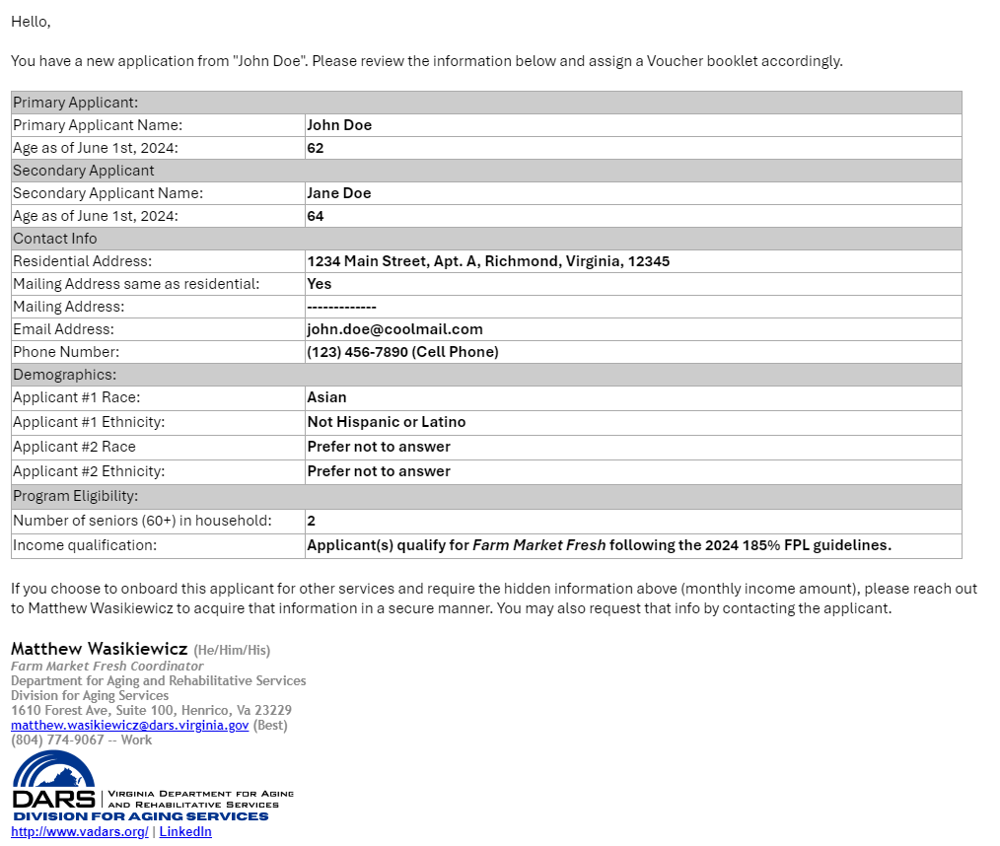 Hello,
You have a new application from "John Doe". Please review the information below and assign a Voucher booklet accordingly.
Primary Applicant:
Primary Applicant Name: John Doe
Age as of June 1st, 2024: 62
Secondary Applicant
Secondary Applicant Name: Jane Doe
Age as of June 1st, 2024: 64
Contact Info
Residential Address: 1234 Main Street, Apt. A, Richmond, Virginia, 12345
Mailing Address same as residential: Yes
Mailing Address: -------------
Email Address: john.doe@coolmail.com
Phone Number: (123) 456-7890 (Cell Phone)
Demographics:
Applicant #1 Race: Asian
Applicant #1 Ethnicity: Not Hispanic or Latino
Applicant #2 Race Prefer not to answer
Applicant #2 Ethnicity: Prefer not to answer
Program Eligibility:
Number of seniors (60+) in household: 2
Income qualification: Applicant(s) qualify for Farm Market Fresh following the 2024 185% FPL guidelines.
If you choose to onboard this applicant for other services and require the hidden information above (monthly income amount), please reach out
to Matthew Wasikiewicz to acquire that information in a secure manner. You may also request that info by contacting the applicant.
Matthew Wasikiewicz (He/Him/His)
Farm Market Fresh Coordinator
Department for Aging and Rehabilitative Services
Division for Aging Services
1610 Forest Ave, Suite 100, Henrico, Va 23229
matthew.wasikiewicz@dars.virginia.gov (Best)
(804) 774-9067 -- Work
DARS | Virginia Department for Aging
and Rehabilitative Services
DIVISION FOR AGING SERVICES
http://www.vadars.org/ | LinkedIn